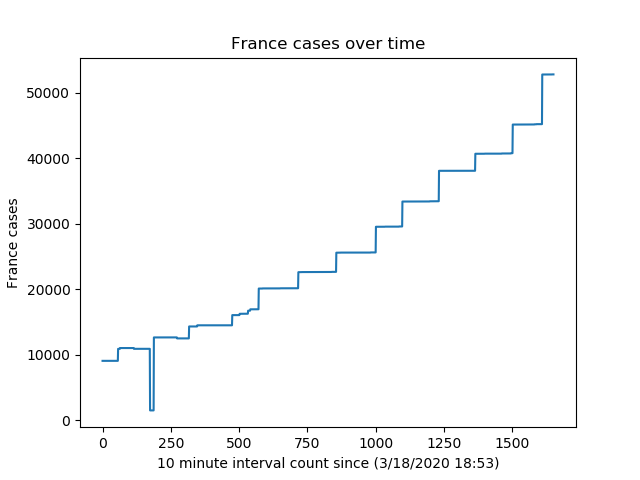 France cases over time
50000
40000
30000
20000
10000
0
France cases
0 250 500 750 1000 1250 1500
10 minute interval count since (3/18/2020 18:53)